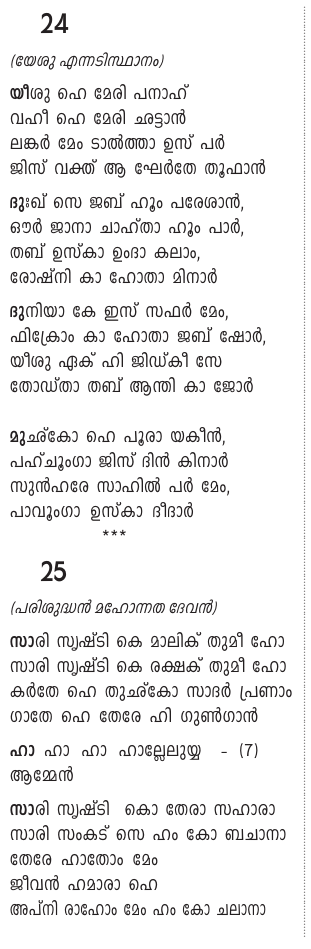 24
(യേശു എന്നടിസ്ഥാനം)
യീശു ഹെ മേരി പനാഹ്
വഹീ ഹെ മേരി ഛട്ടാൻ
ലങ്കർ മേം ടാൽത്താ ഉസ് പർ
ജിസ് വക്ത് ആ ഘേർതേ തൂഫാൻ
ദുഃഖ് സെ ജബ് ഹൂം പരേശാൻ,
ഔർ ജാനാ ചാഹ്താ ഹൂം പാർ,
തബ് ഉസ്കാ ഉംദാ കലാം,
രോഷ്നി കാ ഹോതാ മിനാർ
ദുനിയാ കേ ഇസ് സഫർ മേം,
ഫിക്രോം കാ ഹോതാ ജബ് ഷോർ,
യീശു ഏക് ഹി ജിഡ്കീ സേ
തോഡ്താ തബ് ആന്തി കാ ജോർ
മുഛ്കോ ഹെ പൂരാ യകീൻ,
പഹ്ചൂംഗാ ജിസ് ദിൻ കിനാർ
സുൻഹരേ സാഹിൽ പർ മേം,
പാവൂംഗാ ഉസ്കാ ദീദാർ
***
25
(പരിശുദ്ധൻ മഹോന്നത ദേവൻ)
സാരി സൃഷ്ടി കെ മാലിക് തുമീ ഹോ
സാരി സൃഷ്ടി കെ രക്ഷക് തുമീ ഹോ
കർതേ ഹെ തുഛ്കോ സാദർ പ്രണാം
ഗാതേ ഹെ തേരേ ഹി ഗുൺഗാൻ
ഹാ ഹാ ഹാ ഹാല്ലേലുയ്യ - (7)
ആമ്മേൻ
സാരി സൃഷ്ടി കൊ തേരാ സഹാരാ
സാരി സംകട് സെ ഹം കോ ബചാനാ
തേരേ ഹാതോം മേം
ജീവൻ ഹമാരാ ഹെ
അപ്നി രാഹോം മേം ഹം കോ ചലാനാ